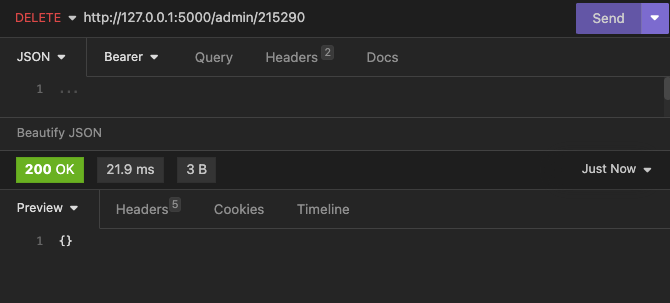 DELETE http://127.0.0.1:5000/admin/215290 Send
JSON Bearer Query Headers 2 Docs
1 ...
Beautify JSON
200 OK 21.9 ms 3 B Just Now
Preview Headers 5 Cookies Timeline
1 {}